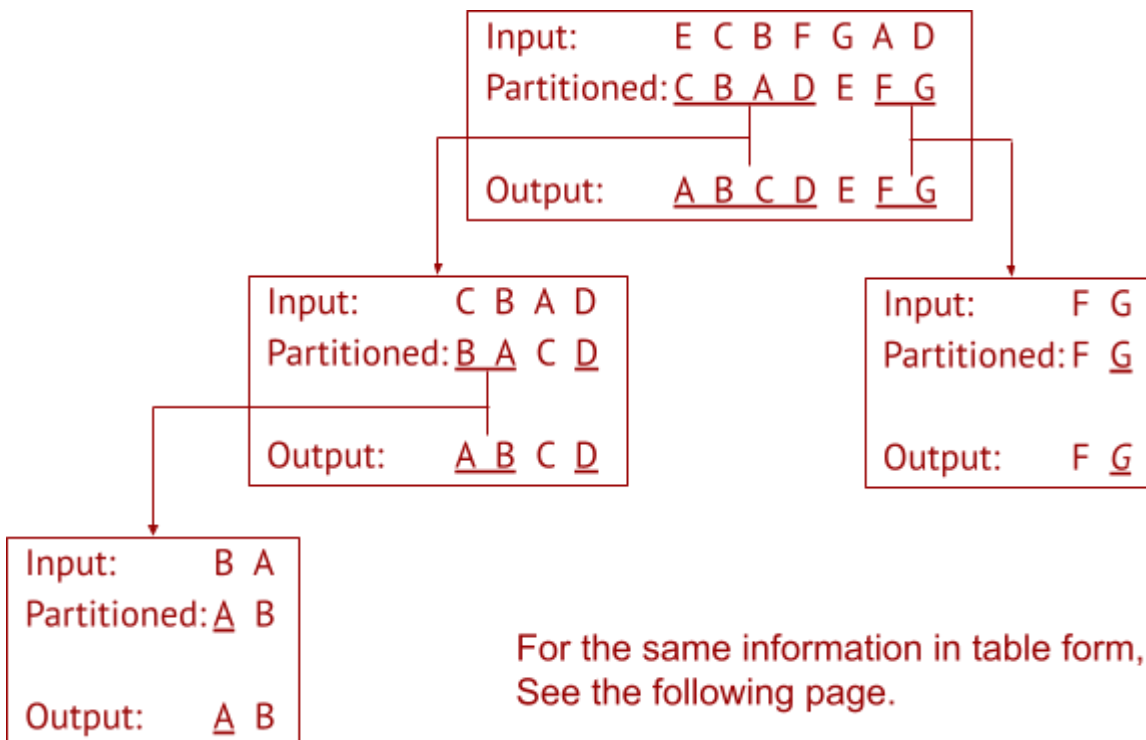 Input: E C B F G A D
Partitioned: C B A D E F G
Output: A B C D E F G
Input: C B A D
Partitioned: B A C D
Output: A B C D
Input: F G
Partitioned: F G
Output: F G
Input: B A
Partitioned: A B
Output: A B
For the same information in table form,
See the following page.